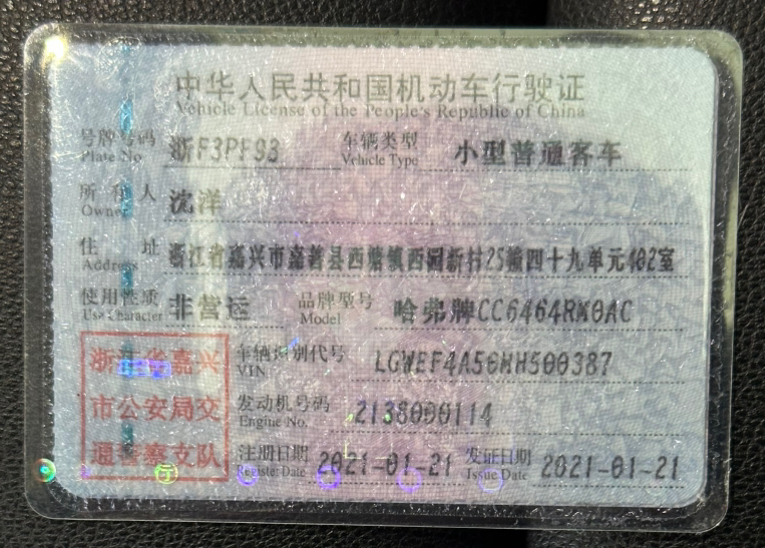 中华人民共和国机动车行驶证
Vehicle License of the People's Republic of China
号牌号码 浙F3PF93 车辆类型 小型普通客车
Plate No. Vehicle Type
所有人 沈洋
Owner
住址 浙江省嘉兴市嘉善县西塘镇西园新村25幢四十九单元402室
Address
使用性质 非营运 品牌型号 哈弗牌CC6464RM0AC
Use Character Model
浙江省嘉兴
市公安局交
通警察支队
车辆识别代号
VIN
发动机号码 2138000114
Engine No.
注册日期 2021-01-21 发证日期 2021-01-21
Register Date Issue Date